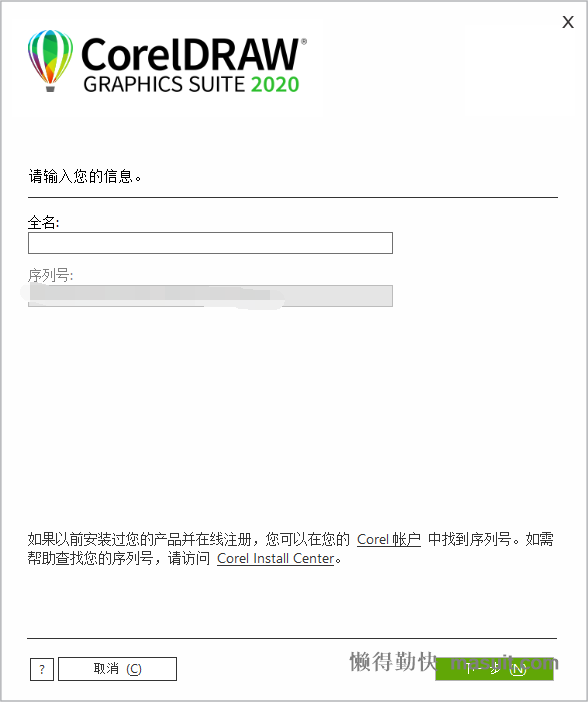 X
CorelDRAW®
GRAPHICS SUITE 2020
请输入您的信息。
全名:
序列号:
如果以前安装过您的产品并在线注册，您可以在您的 Corel 帐户 中找到序列号。如需
帮助查找您的序列号，请访问 Corel Install Center。
懒得勤快 masuit.com
? 取消 (C) 下一步 (N)